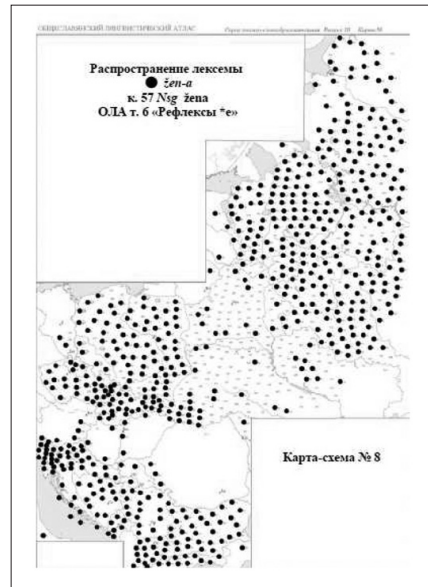 ОБЩЕСЛАВЯНСКИЙ ЛИНГВИСТИЧЕСКИЙ АТЛАС
Распространение лексемы
žen-a
к. 57 Nsg žena
ОЛА т. 6 «Рефлексы *e»
Карта-схема № 8